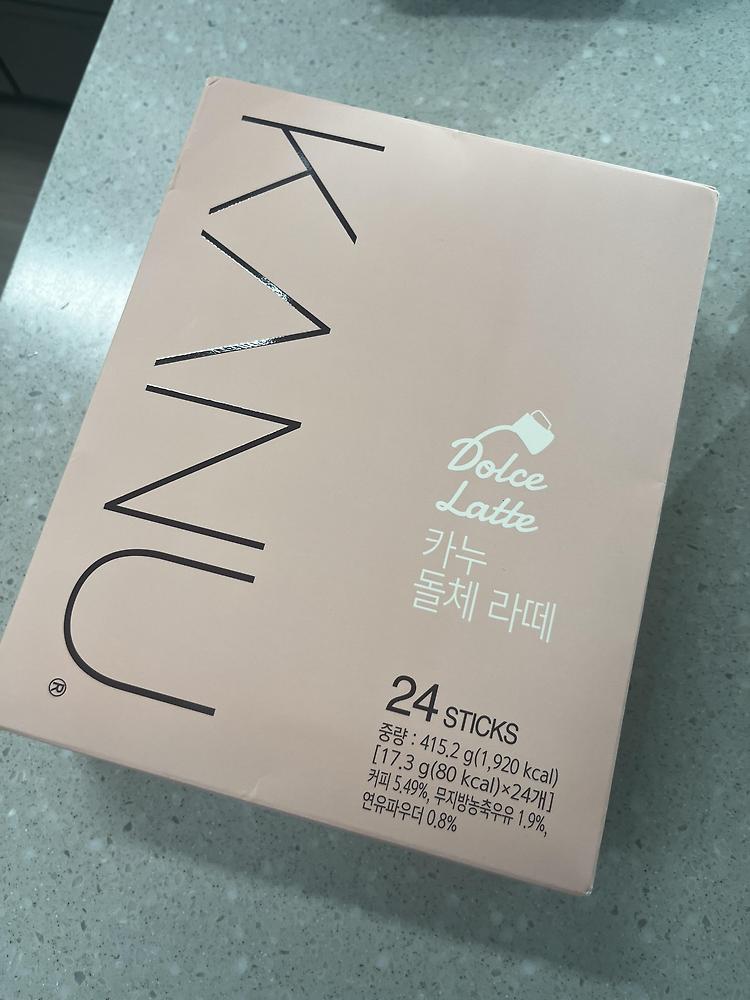 KANU®
Dolce
Latte
카누
돌체 라떼
24 STICKS
중량 : 415.2 g(1,920 kcal)
[17.3 g(80 kcal)×24개]
커피 5.49%, 무지방농축우유 1.9%,
연유파우더 0.8%